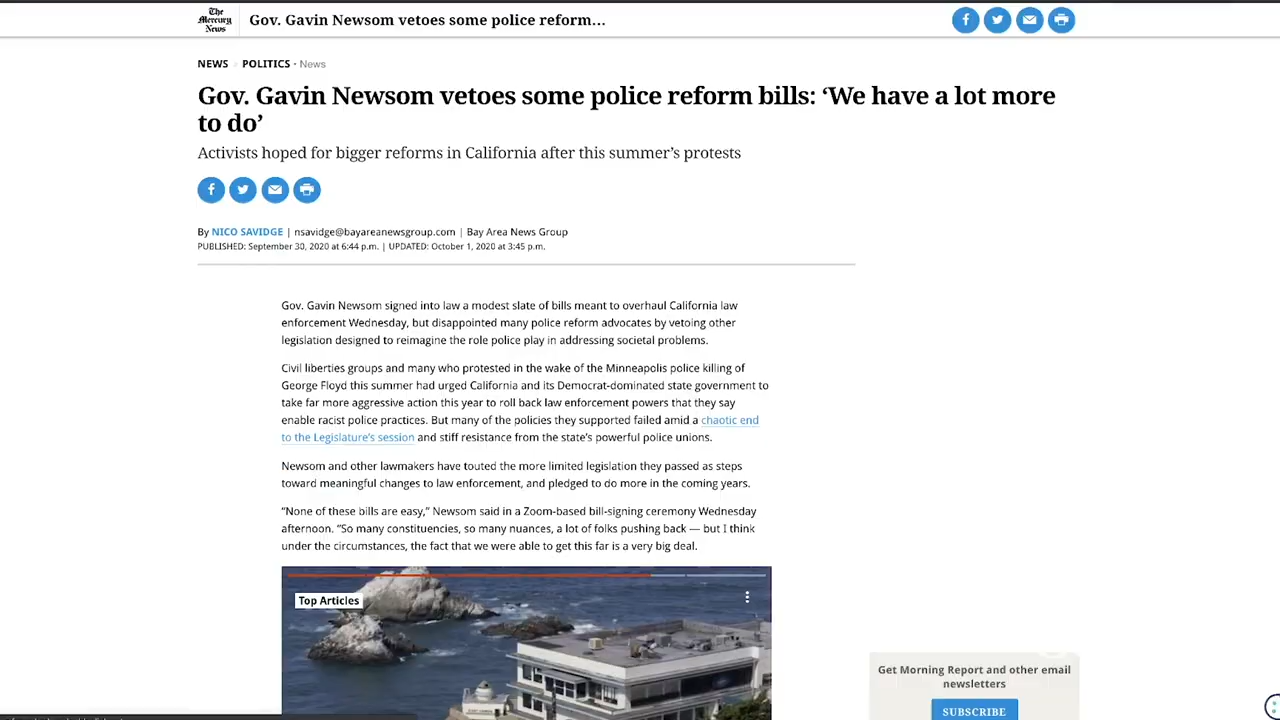 The
Mercury
News
Gov. Gavin Newsom vetoes some police reform...
NEWS POLITICS • News
Gov. Gavin Newsom vetoes some police reform bills: ‘We have a lot more
to do’
Activists hoped for bigger reforms in California after this summer’s protests
By NICO SAVIDGE | nsavidge@bayareanewsgroup.com | Bay Area News Group
PUBLISHED: September 30, 2020 at 6:44 p.m. | UPDATED: October 1, 2020 at 3:45 p.m.
Gov. Gavin Newsom signed into law a modest slate of bills meant to overhaul California law
enforcement Wednesday, but disappointed many police reform advocates by vetoing other
legislation designed to reimagine the role police play in addressing societal problems.
Civil liberties groups and many who protested in the wake of the Minneapolis police killing of
George Floyd this summer had urged California and its Democrat-dominated state government to
take far more aggressive action this year to roll back law enforcement powers that they say
enable racist police practices. But many of the policies they supported failed amid a chaotic end
to the Legislature’s session and stiff resistance from the state’s powerful police unions.
Newsom and other lawmakers have touted the more limited legislation they passed as steps
toward meaningful changes to law enforcement, and pledged to do more in the coming years.
“None of these bills are easy,” Newsom said in a Zoom-based bill-signing ceremony Wednesday
afternoon. “So many constituencies, so many nuances, a lot of folks pushing back — but I think
under the circumstances, the fact that we were able to get this far is a very big deal.
Top Articles
Get Morning Report and other email
newsletters
SUBSCRIBE